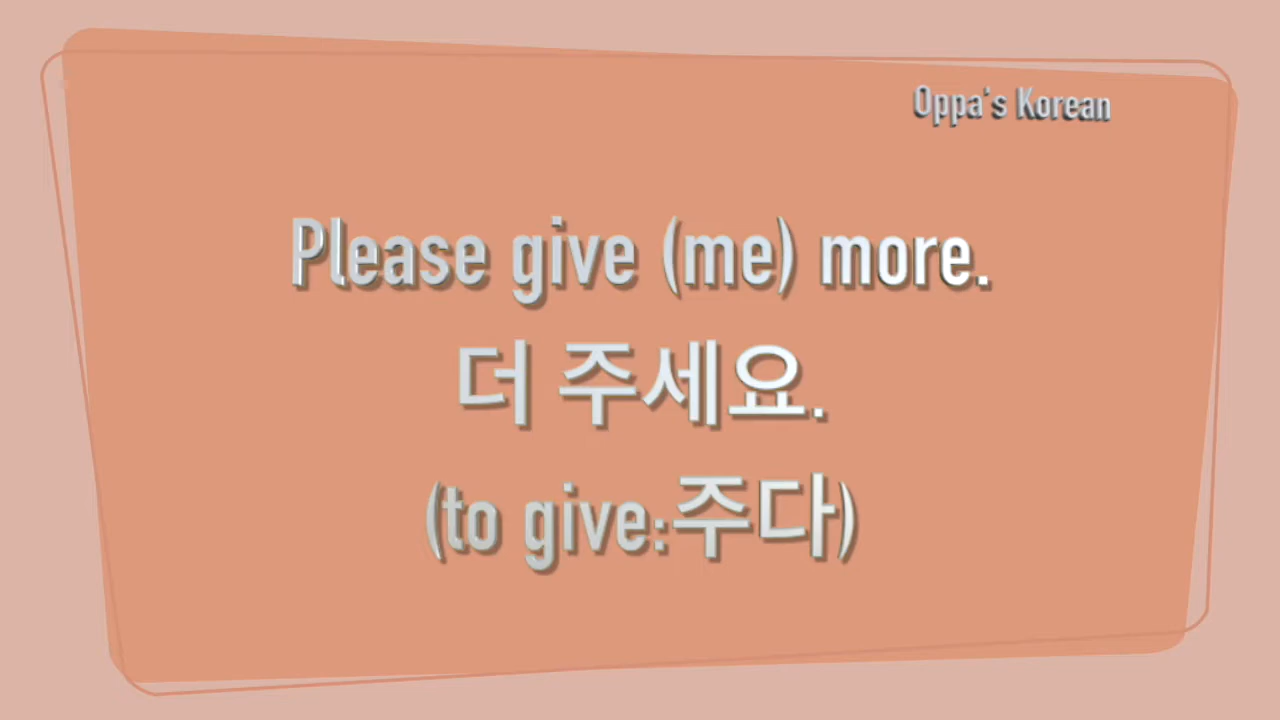 Oppa's Korean
Please give (me) more.
더 주세요.
(to give:주다)